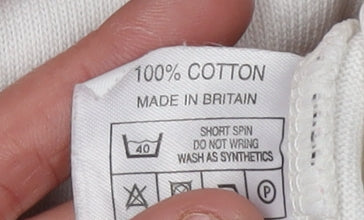 100% COTTON
MADE IN BRITAIN
40
SHORT SPIN
DO NOT WRING
WASH AS SYNTHETICS
P